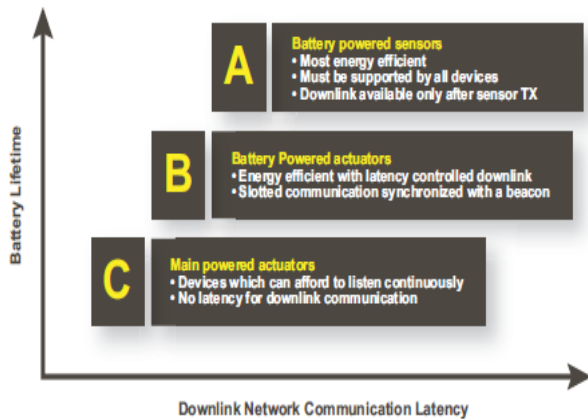 Battery Lifetime
A
Battery powered sensors
• Most energy efficient
• Must be supported by all devices
• Downlink available only after sensor TX
B
Battery Powered actuators
• Energy efficient with latency controlled downlink
• Slotted communication synchronized with a beacon
C
Main powered actuators
• Devices which can afford to listen continuously
• No latency for downlink communication
Downlink Network Communication Latency